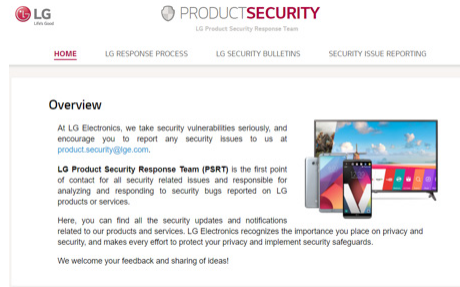 LG
Life's Good
PRODUCTSECURITY
LG Product Security Response Team
HOME
LG RESPONSE PROCESS
LG SECURITY BULLETINS
SECURITY ISSUE REPORTING
Overview
At LG Electronics, we take security vulnerabilities seriously, and
encourage you to report any security issues to us at
product.security@lge.com.
LG Product Security Response Team (PSRT) is the first point
of contact for all security related issues and responsible for
analyzing and responding to security bugs reported on LG
products or services.
Here, you can find all the security updates and notifications
related to our products and services. LG Electronics recognizes the importance you place on privacy and
security, and makes every effort to protect your privacy and implement security safeguards.
We welcome your feedback and sharing of ideas!